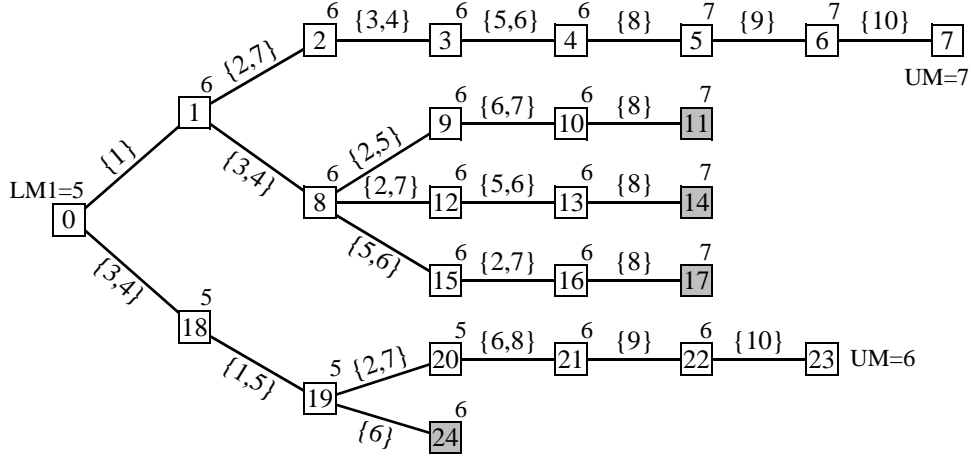 6 {3,4} 6 {5,6} 6 {8} 7 {9} 7 {10}
2 3 4 5 6 7
{2,7} UM=7
6
1
6 {6,7} 6 {8} 7
9 10 11
{2,5}
{1} {3,4}
LM1=5
0
6 {2,7} 6 {5,6} 6 {8} 7
8 12 13 14
{5,6}
6 {2,7} 6 {8} 7
15 16 17
{3,4}
5
18
{1,5}
5 {2,7} 5 {6,8} 6 {9} 6 {10}
19 20 21 22 23 UM=6
{6} 6
24